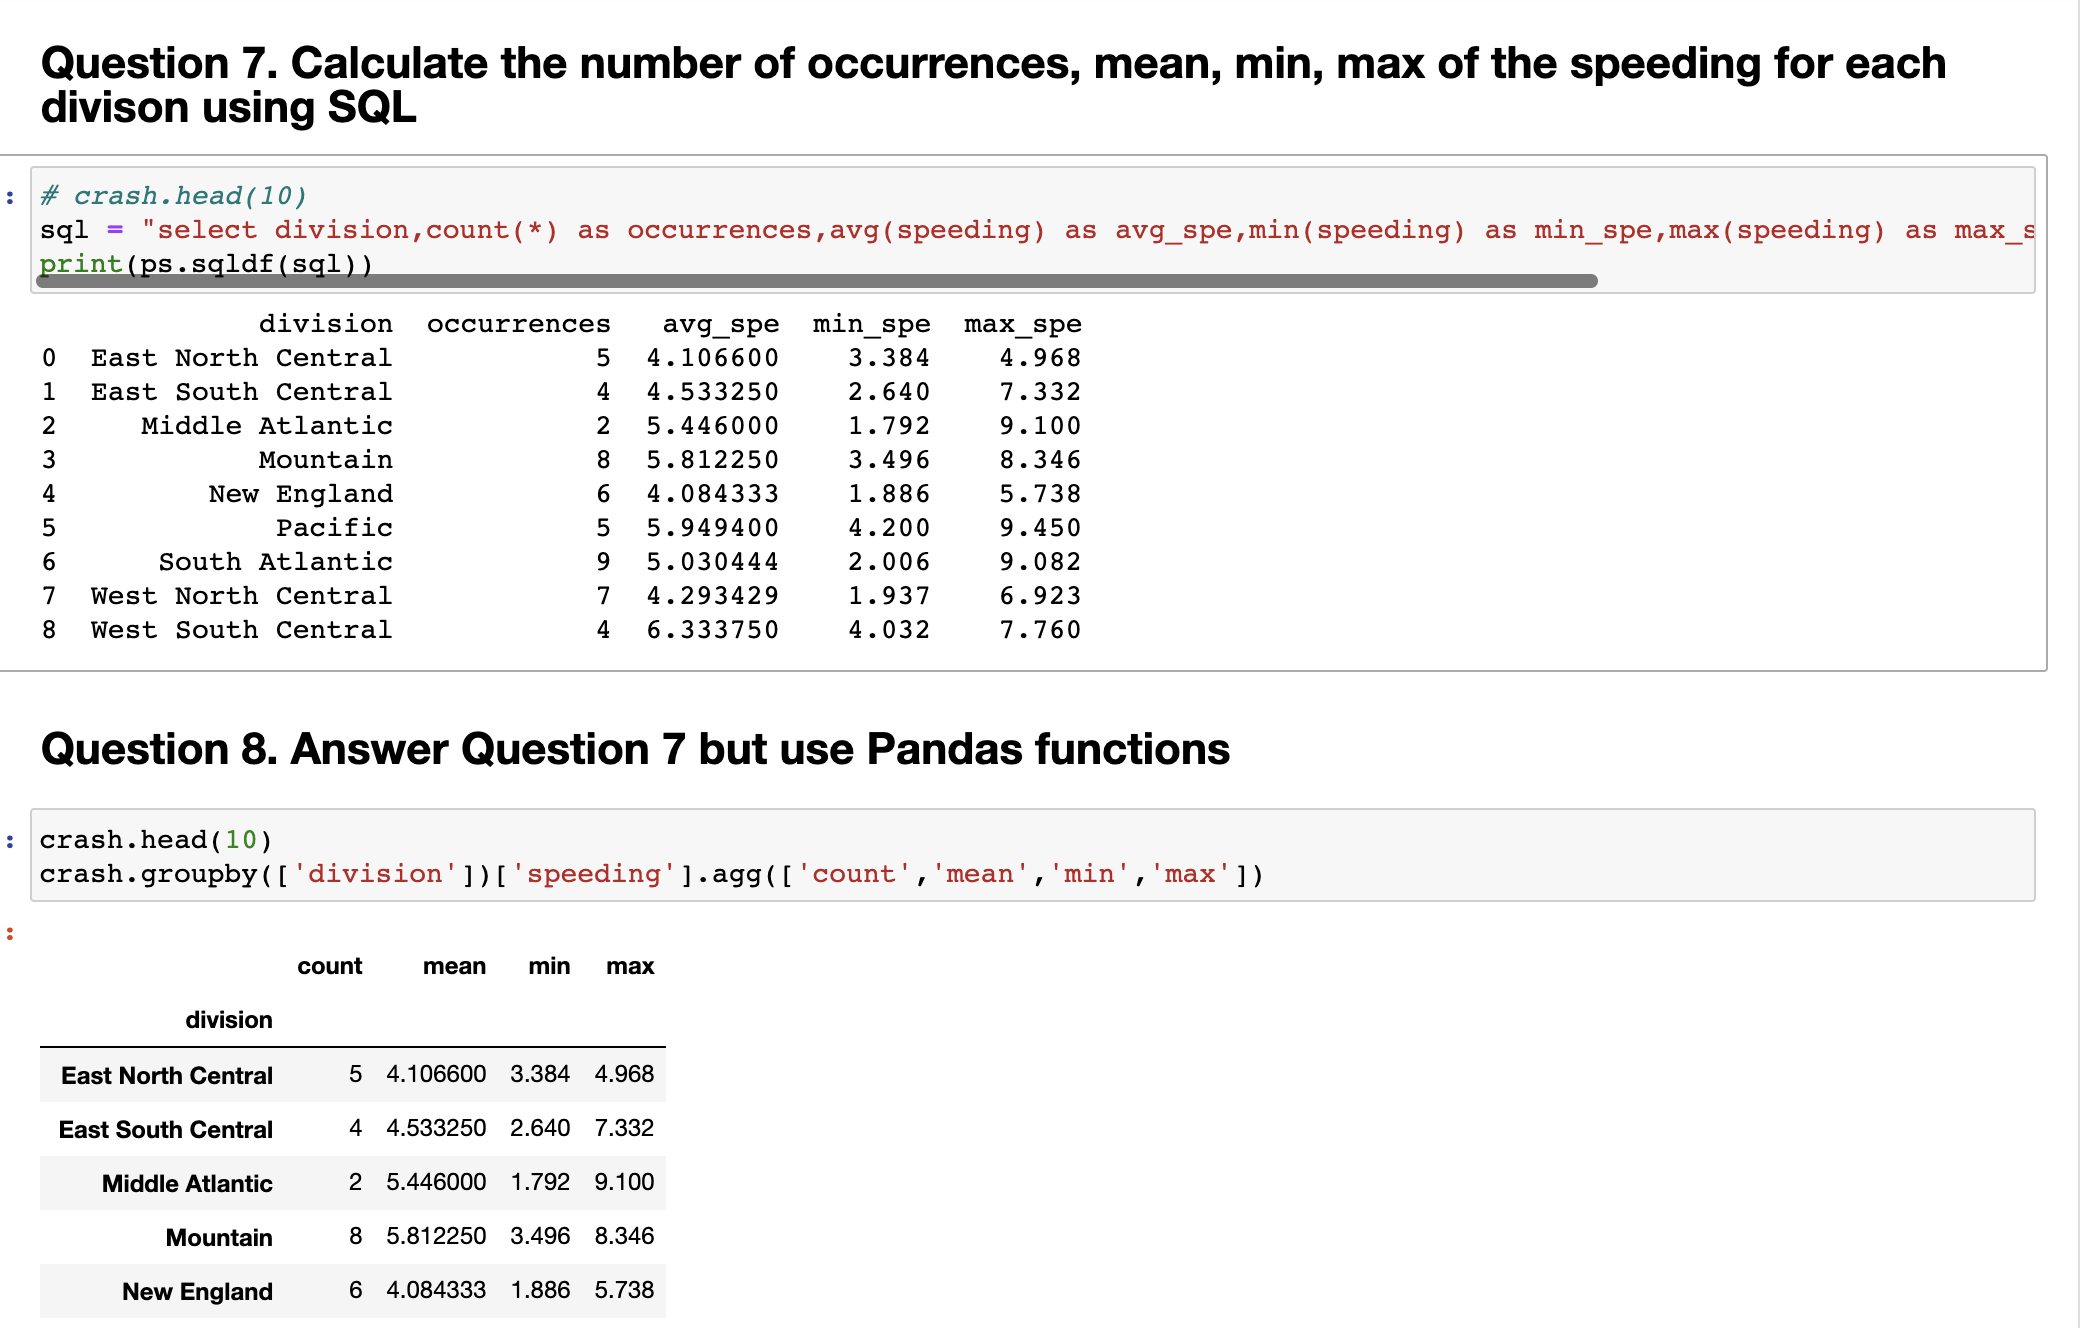 Question 7. Calculate the number of occurrences, mean, min, max of the speeding for each
divison using SQL
: # crash.head(10)
sql = "select division,count(*) as occurrences,avg(speeding) as avg_spe,min(speeding) as min_spe,max(speeding) as max_s
print(ps.sqldf(sql))
division occurrences avg_spe min_spe max_spe
0 East North Central 5 4.106600 3.384 4.968
1 East South Central 4 4.533250 2.640 7.332
2 Middle Atlantic 2 5.446000 1.792 9.100
3 Mountain 8 5.812250 3.496 8.346
4 New England 6 4.084333 1.886 5.738
5 Pacific 5 5.949400 4.200 9.450
6 South Atlantic 9 5.030444 2.006 9.082
7 West North Central 7 4.293429 1.937 6.923
8 West South Central 4 6.333750 4.032 7.760
Question 8. Answer Question 7 but use Pandas functions
: crash.head(10)
crash.groupby(['division'])['speeding'].agg(['count','mean','min','max'])
:
count mean min max
division
East North Central 5 4.106600 3.384 4.968
East South Central 4 4.533250 2.640 7.332
Middle Atlantic 2 5.446000 1.792 9.100
Mountain 8 5.812250 3.496 8.346
New England 6 4.084333 1.886 5.738